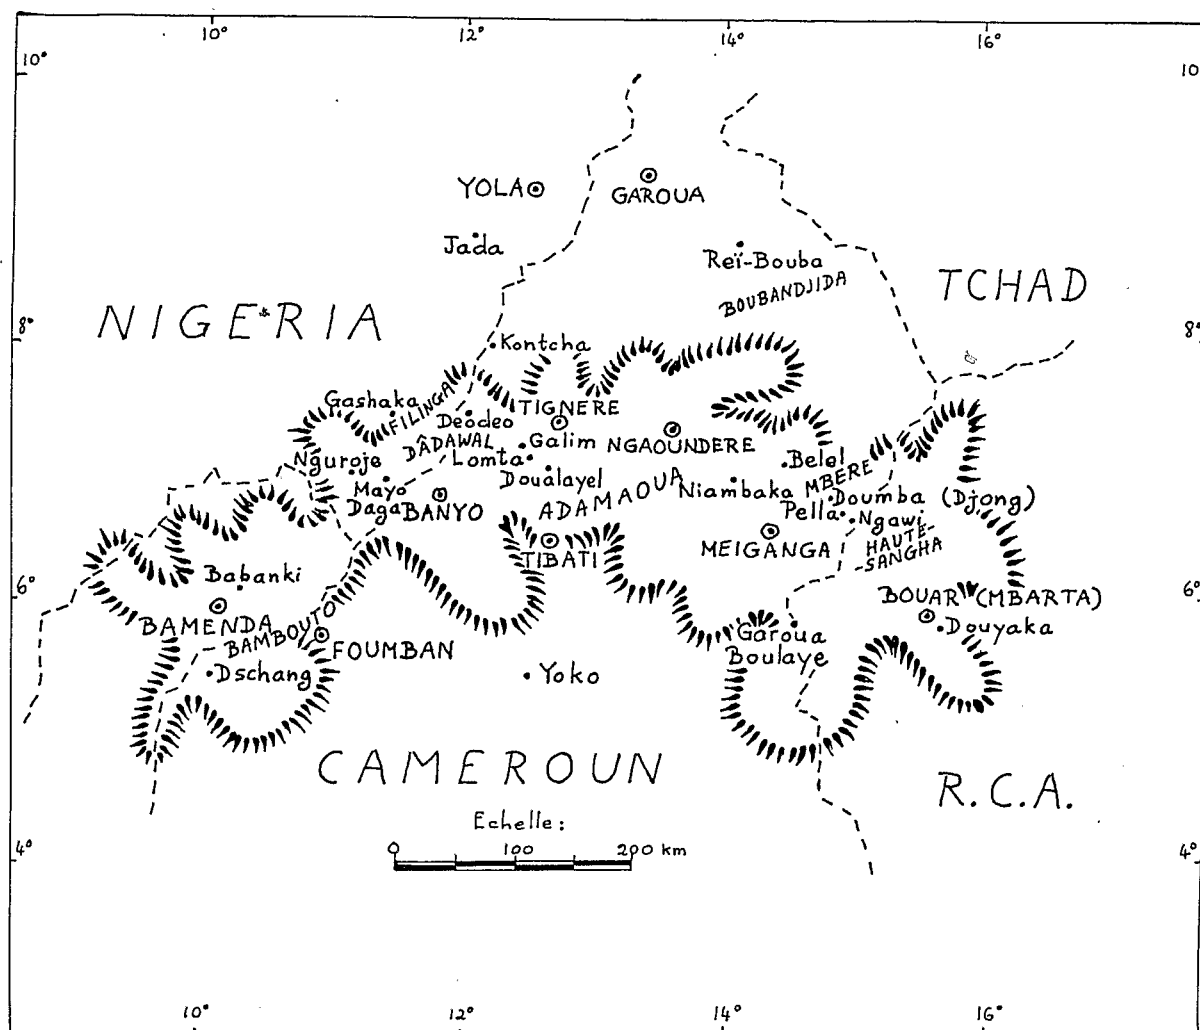 10° 12° 14° 16°
10° 10
YOLA
GAROUA
Jada
Reï-Bouba
BOUBANDJIDA
TCHAD
NIGERIA
8° 8°
Kontcha
Gashaka
FILINGA
TIGNERE
Deodeo
DÂDAWAL
Galim
NGAOUNDERE
Lomta
Nguroje
Doualayel
Belel
MBERE
Mayo
Daga
BANYO
ADAMAOUA
Niambaka
Doumba
(Djong)
Pella
Ngawi
HAUTE-
SANGHA
TIBATI
MEIGANGA
Babanki
6° 6°
BOUAR (MBARTA)
BAMENDA
BAMBOUTO
FOUMBAN
Garoua
Boulaye
Douyaka
Dschang
Yoko
CAMEROUN
R.C.A.
Echelle:
0 100 200 km
4° 4°
10° 12° 14° 16°